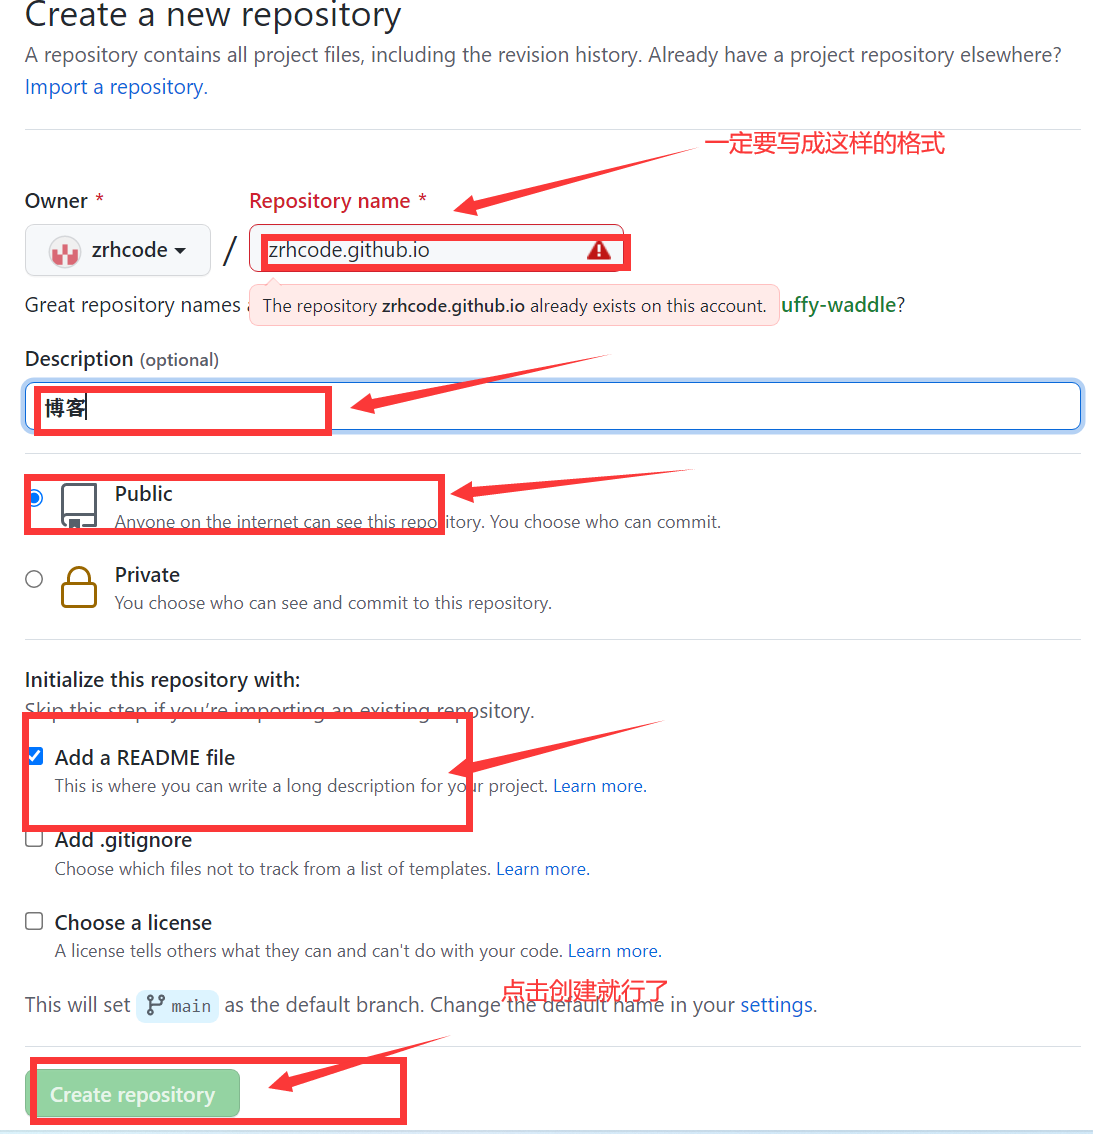 Create a new repository
A repository contains all project files, including the revision history. Already have a project repository elsewhere?
Import a repository.
一定要写成这样的格式
Owner *
Repository name *
zrhcode
/
zrhcode.github.io
Great repository names
The repository zrhcode.github.io already exists on this account.
uffy-waddle?
Description (optional)
博客
Public
Anyone on the internet can see this repository. You choose who can commit.
Private
You choose who can see and commit to this repository.
Initialize this repository with:
Skip this step if you're importing an existing repository.
Add a README file
This is where you can write a long description for your project. Learn more.
Add .gitignore
Choose which files not to track from a list of templates. Learn more.
Choose a license
A license tells others what they can and can't do with your code. Learn more.
点击创建就行了
This will set main as the default branch. Change the default name in your settings.
Create repository